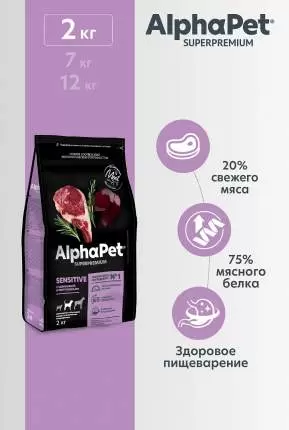 2 кг
7 кг
12 кг
AlphaPet®
SUPERPREMIUM
20%
свежего
мяса
75%
мясного
белка
Здоровое
пищеварение
AlphaPet®
SUPERPREMIUM
SENSITIVE
№1
2 кг